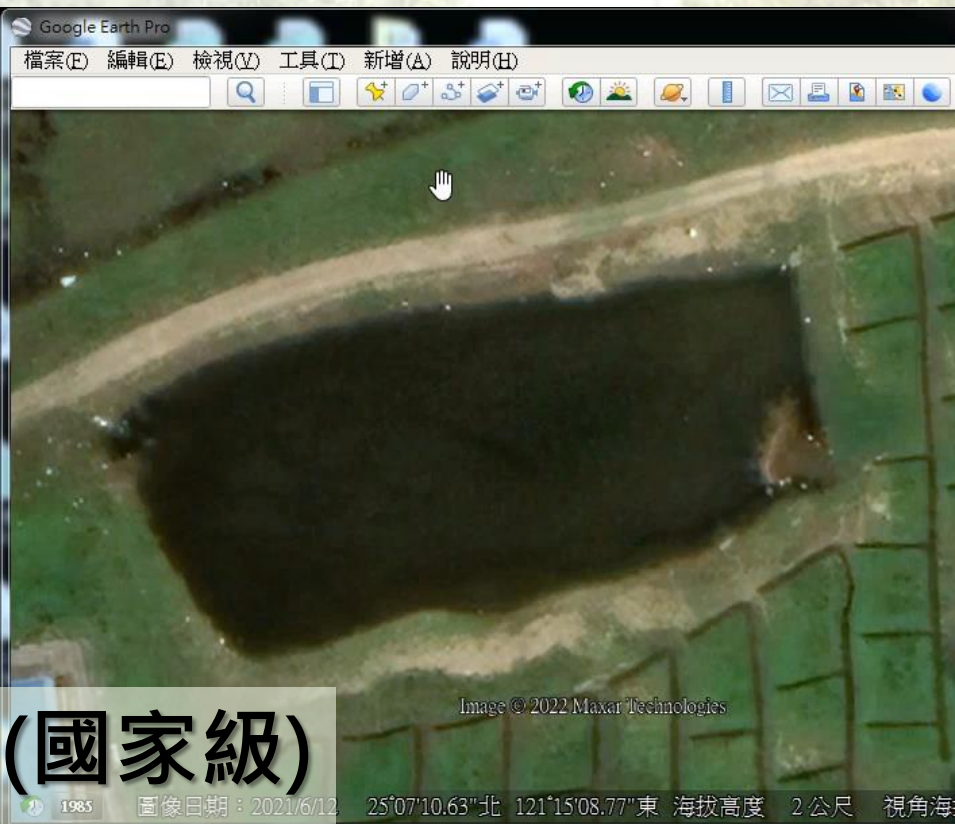 Google Earth Pro
檔案(F) 編輯(E) 檢視(V) 工具(T) 新增(A) 說明(H)
Image © 2022 Maxar Technologies
(國家級)
1985 圖像日期：2021/6/12 25°07'10.63"北 121°15'08.77"東 海拔高度 2 公尺 視角海